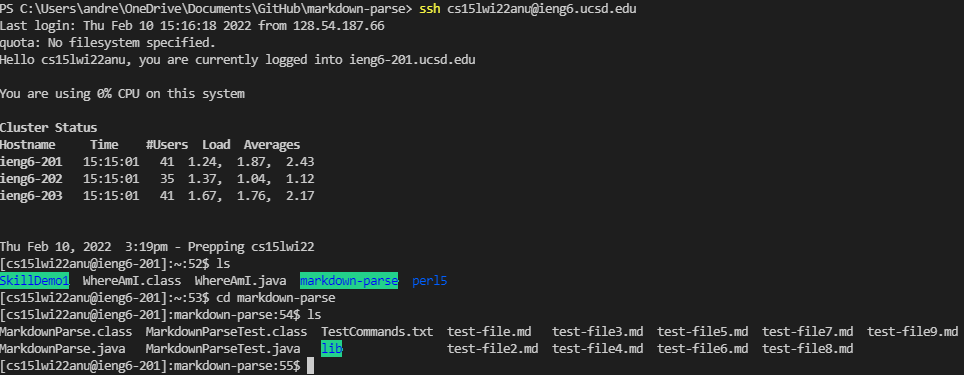 PS C:\Users\andre\OneDrive\Documents\GitHub\markdown-parse> ssh cs15lwi22anu@ieng6.ucsd.edu
Last login: Thu Feb 10 15:16:18 2022 from 128.54.187.66
quota: No filesystem specified.
Hello cs15lwi22anu, you are currently logged into ieng6-201.ucsd.edu
You are using 0% CPU on this system
Cluster Status
Hostname     Time    #Users  Load  Averages
ieng6-201   15:15:01   41  1.24,  1.87,  2.43
ieng6-202   15:15:01   35  1.37,  1.04,  1.12
ieng6-203   15:15:01   41  1.67,  1.76,  2.17
Thu Feb 10, 2022  3:19pm - Prepping cs15lwi22
[cs15lwi22anu@ieng6-201]:~:52$ ls
SkillDemo1  WhereAmI.class  WhereAmI.java  markdown-parse  perl5
[cs15lwi22anu@ieng6-201]:~:53$ cd markdown-parse
[cs15lwi22anu@ieng6-201]:markdown-parse:54$ ls
MarkdownParse.class  MarkdownParseTest.class  TestCommands.txt  test-file.md   test-file3.md  test-file5.md  test-file7.md  test-file9.md
MarkdownParse.java   MarkdownParseTest.java   lib               test-file2.md  test-file4.md  test-file6.md  test-file8.md
[cs15lwi22anu@ieng6-201]:markdown-parse:55$